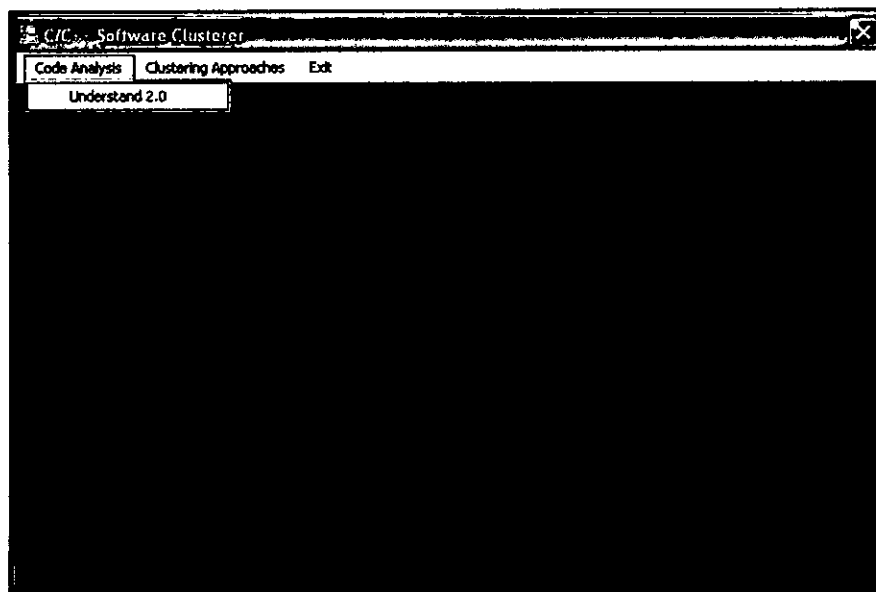 C/C++ Software Clusterer
Code Analysis Clustering Approaches Exit
Understand 2.0